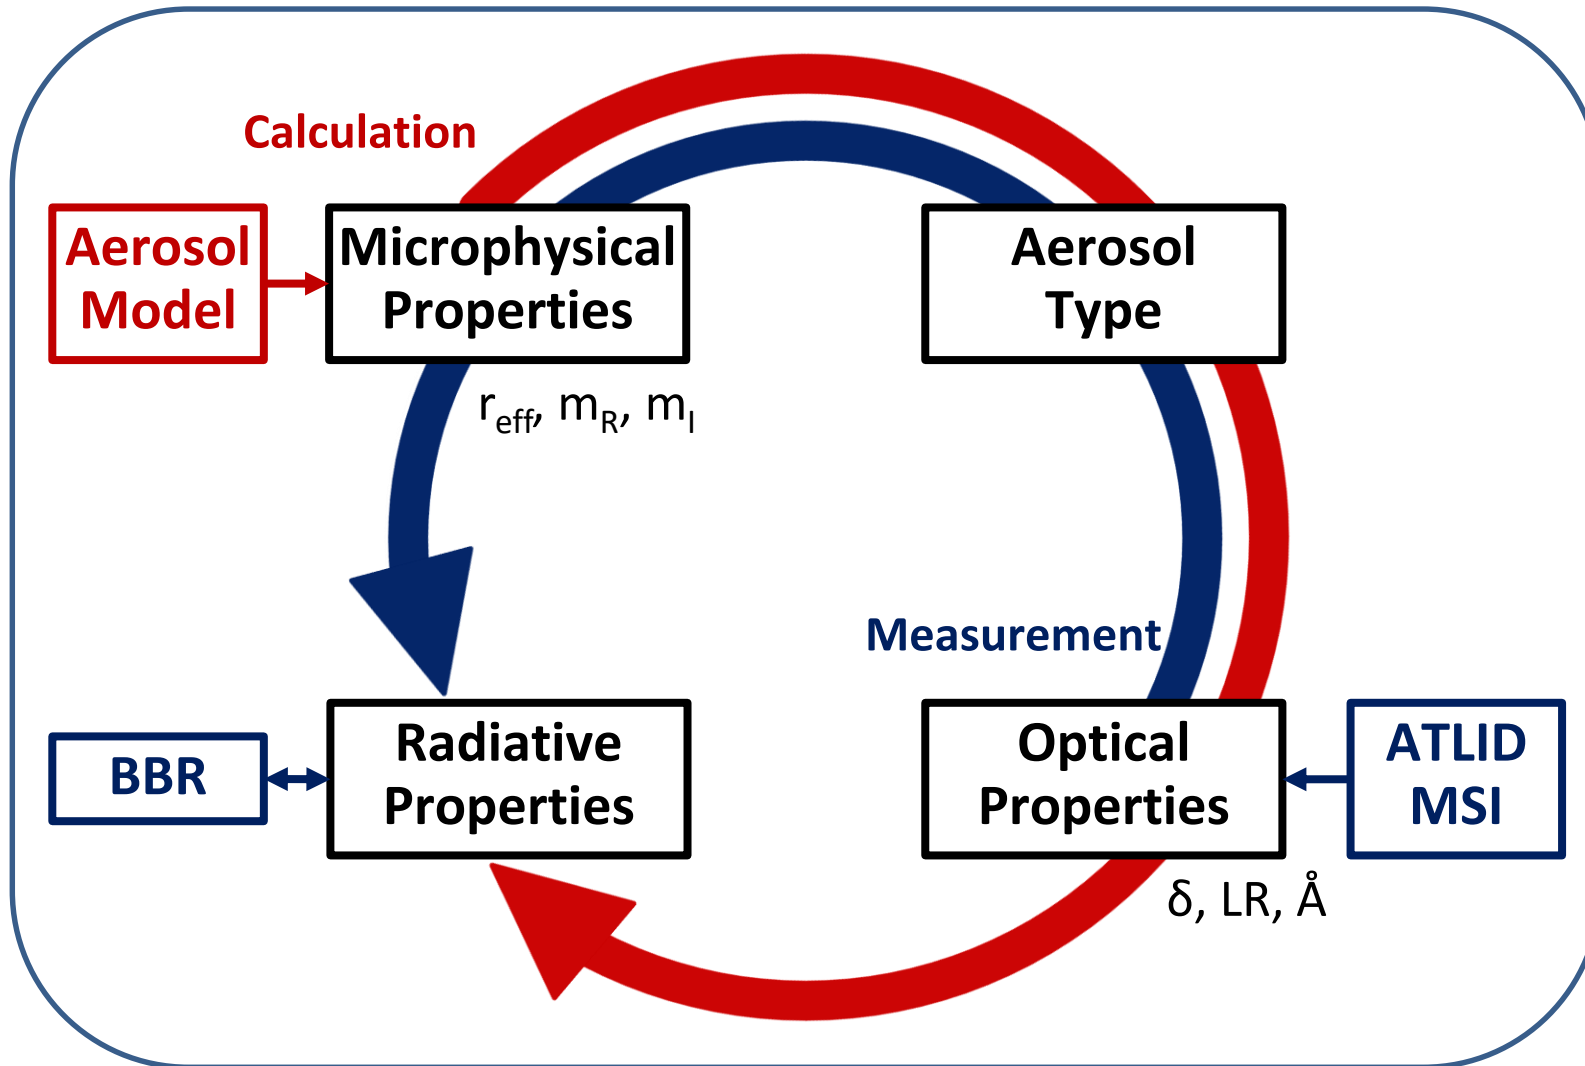 Calculation
Aerosol
Model
Microphysical
Properties
Aerosol
Type
r_eff, m_R, m_I
Measurement
BBR
Radiative
Properties
Optical
Properties
ATLID
MSI
δ, LR, Å